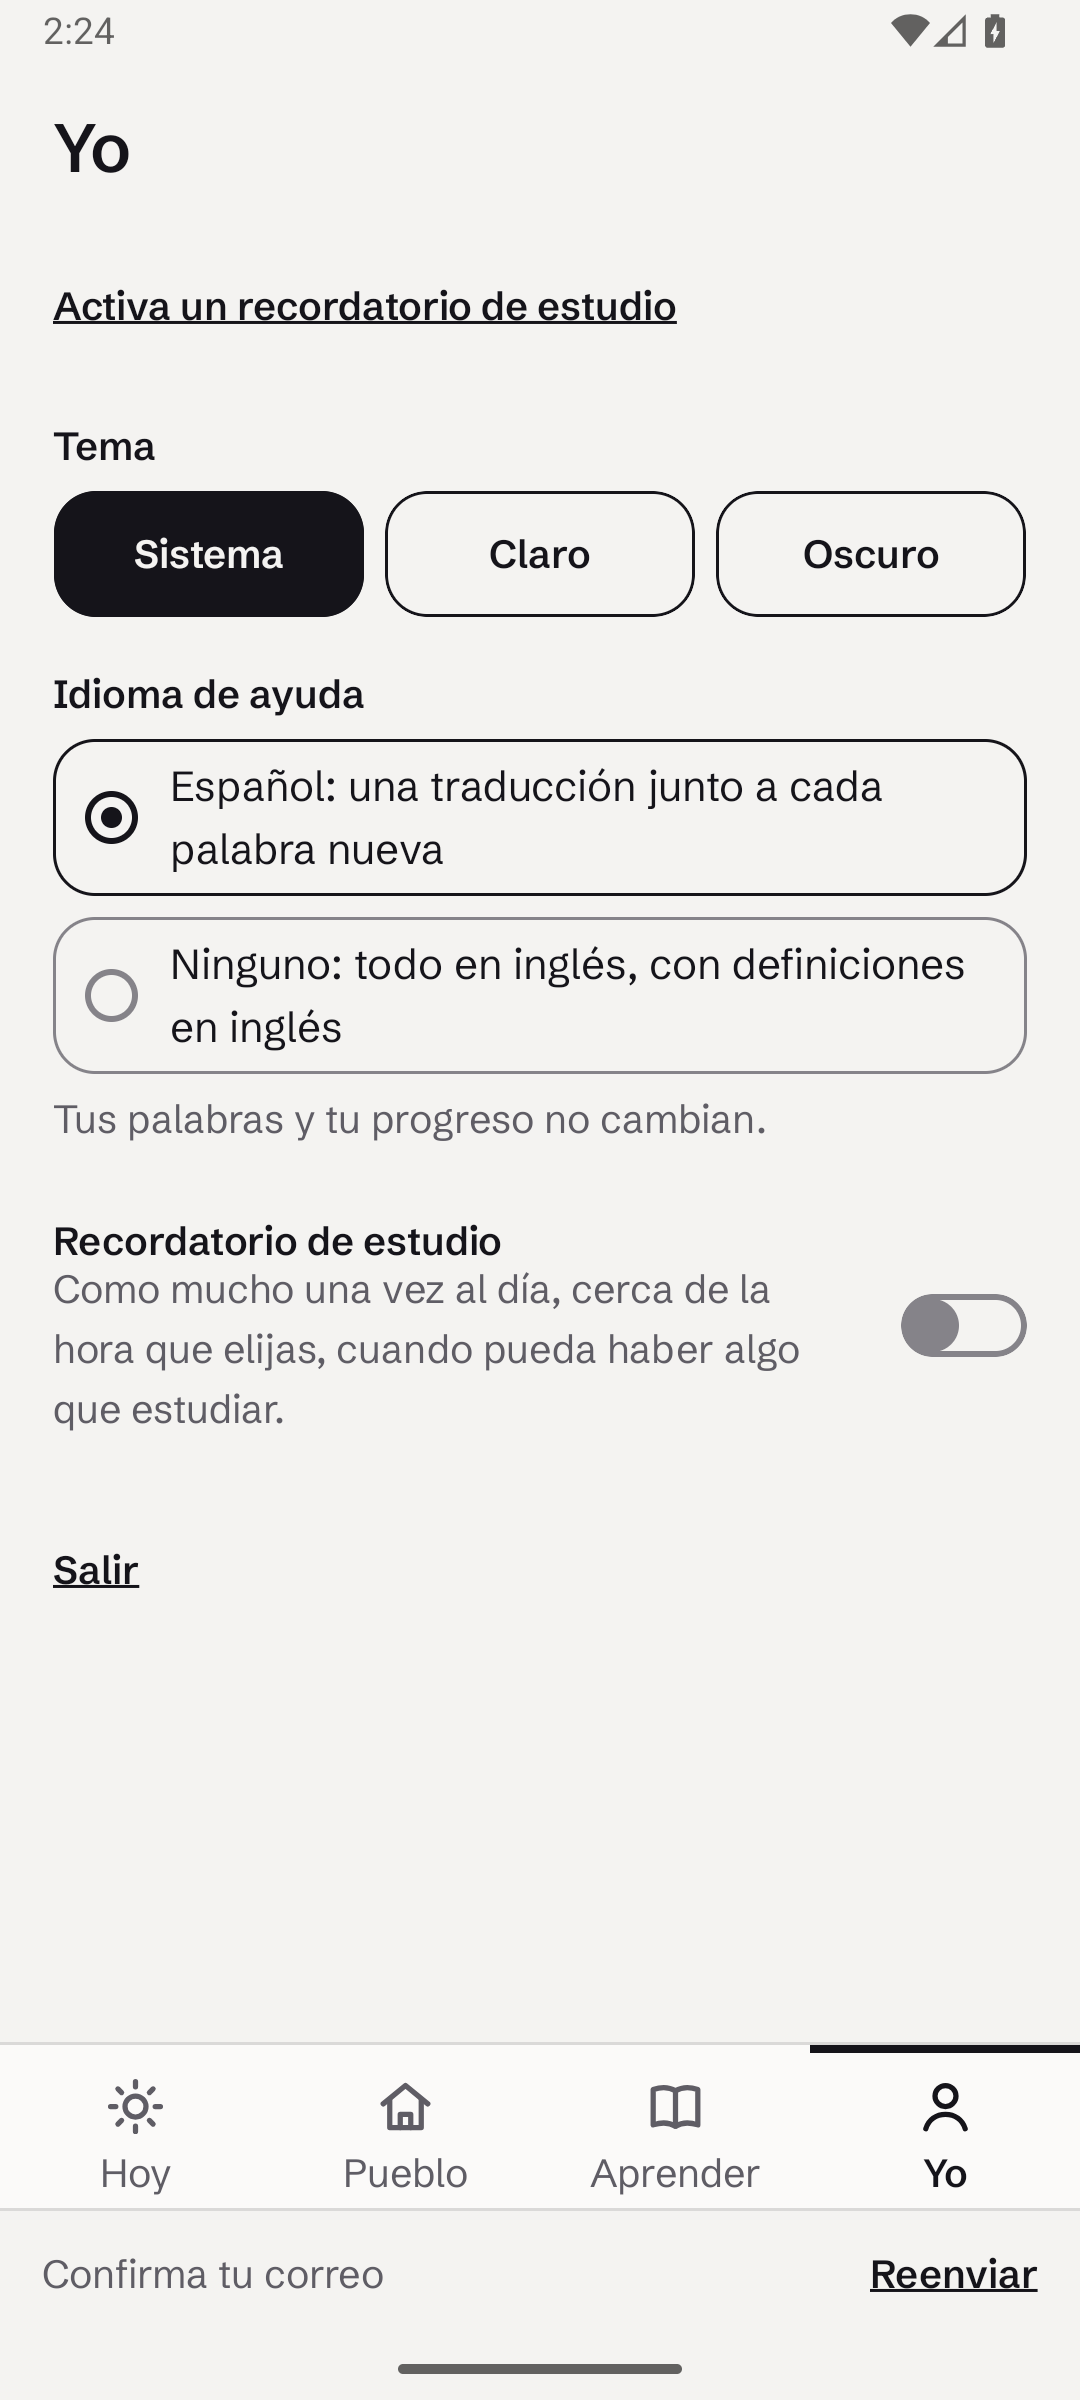 2:24
Yo
Activa un recordatorio de estudio
Tema
Sistema
Claro
Oscuro
Idioma de ayuda
Español: una traducción junto a cada
palabra nueva
Ninguno: todo en inglés, con definiciones
en inglés
Tus palabras y tu progreso no cambian.
Recordatorio de estudio
Como mucho una vez al día, cerca de la
hora que elijas, cuando pueda haber algo
que estudiar.
Salir
Hoy
Pueblo
Aprender
Yo
Confirma tu correo
Reenviar